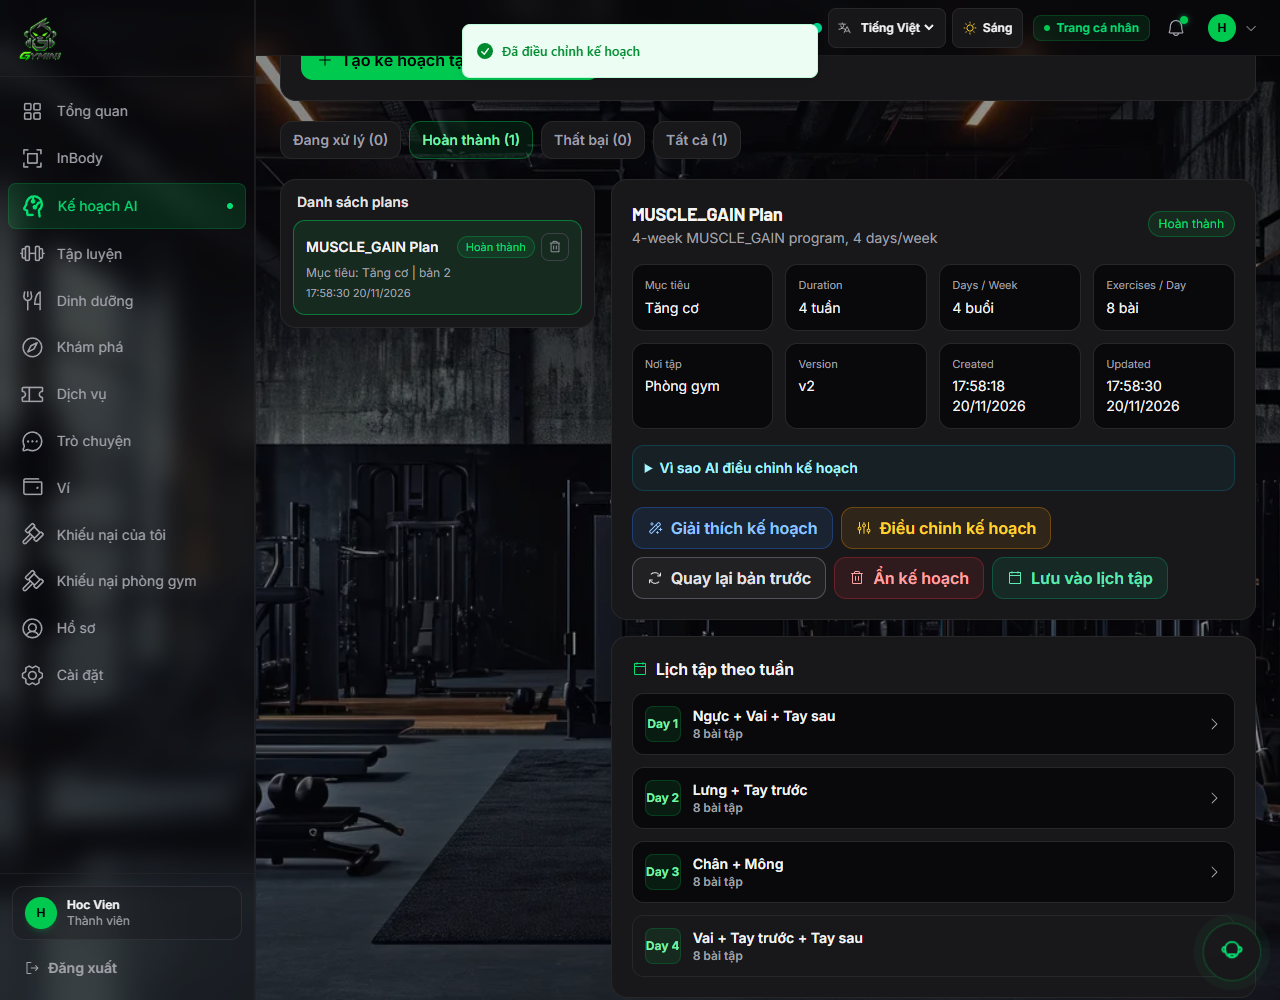 GYMINI
Tổng quan
InBody
Kế hoạch AI
Tập luyện
Dinh dưỡng
Khám phá
Dịch vụ
Trò chuyện
Ví
Khiếu nại của tôi
Khiếu nại phòng gym
Hồ sơ
Cài đặt
H
Hoc Vien
Thành viên
Đăng xuất
Đã điều chỉnh kế hoạch
Tiếng Việt
Sáng
Trang cá nhân
H
+ Tạo kế hoạch tậ
Đang xử lý (0)
Hoàn thành (1)
Thất bại (0)
Tất cả (1)
Danh sách plans
MUSCLE_GAIN Plan
Hoàn thành
Mục tiêu: Tăng cơ | bản 2
17:58:30 20/11/2026
MUSCLE_GAIN Plan
4-week MUSCLE_GAIN program, 4 days/week
Hoàn thành
Mục tiêu
Tăng cơ
Duration
4 tuần
Days / Week
4 buổi
Exercises / Day
8 bài
Nơi tập
Phòng gym
Version
v2
Created
17:58:18
20/11/2026
Updated
17:58:30
20/11/2026
Vì sao AI điều chỉnh kế hoạch
Giải thích kế hoạch
Điều chỉnh kế hoạch
Quay lại bản trước
Ẩn kế hoạch
Lưu vào lịch tập
Lịch tập theo tuần
Day 1
Ngực + Vai + Tay sau
8 bài tập
Day 2
Lưng + Tay trước
8 bài tập
Day 3
Chân + Mông
8 bài tập
Day 4
Vai + Tay trước + Tay sau
8 bài tập